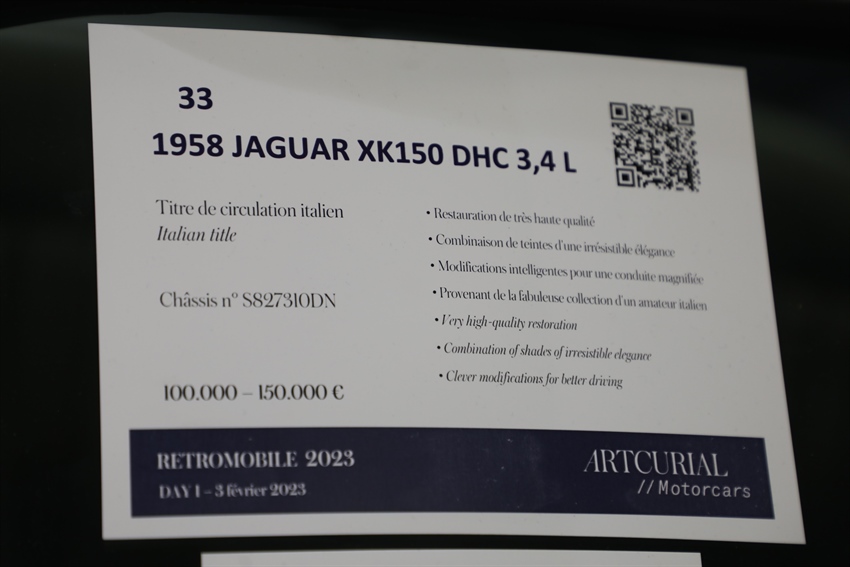 33
1958 JAGUAR XK150 DHC 3,4 L
Titre de circulation italien
Italian title
Châssis n° S827310DN
100.000 – 150.000 €
• Restauration de très haute qualité
• Combinaison de teintes d'une irrésistible élégance
• Modifications intelligentes pour une conduite magnifiée
• Provenant de la fabuleuse collection d'un amateur italien
• Very high-quality restoration
• Combination of shades of irresistible elegance
• Clever modifications for better driving
RETROMOBILE 2023
DAY 1 – 3 février 2023
ARTCURIAL
// Motorcars